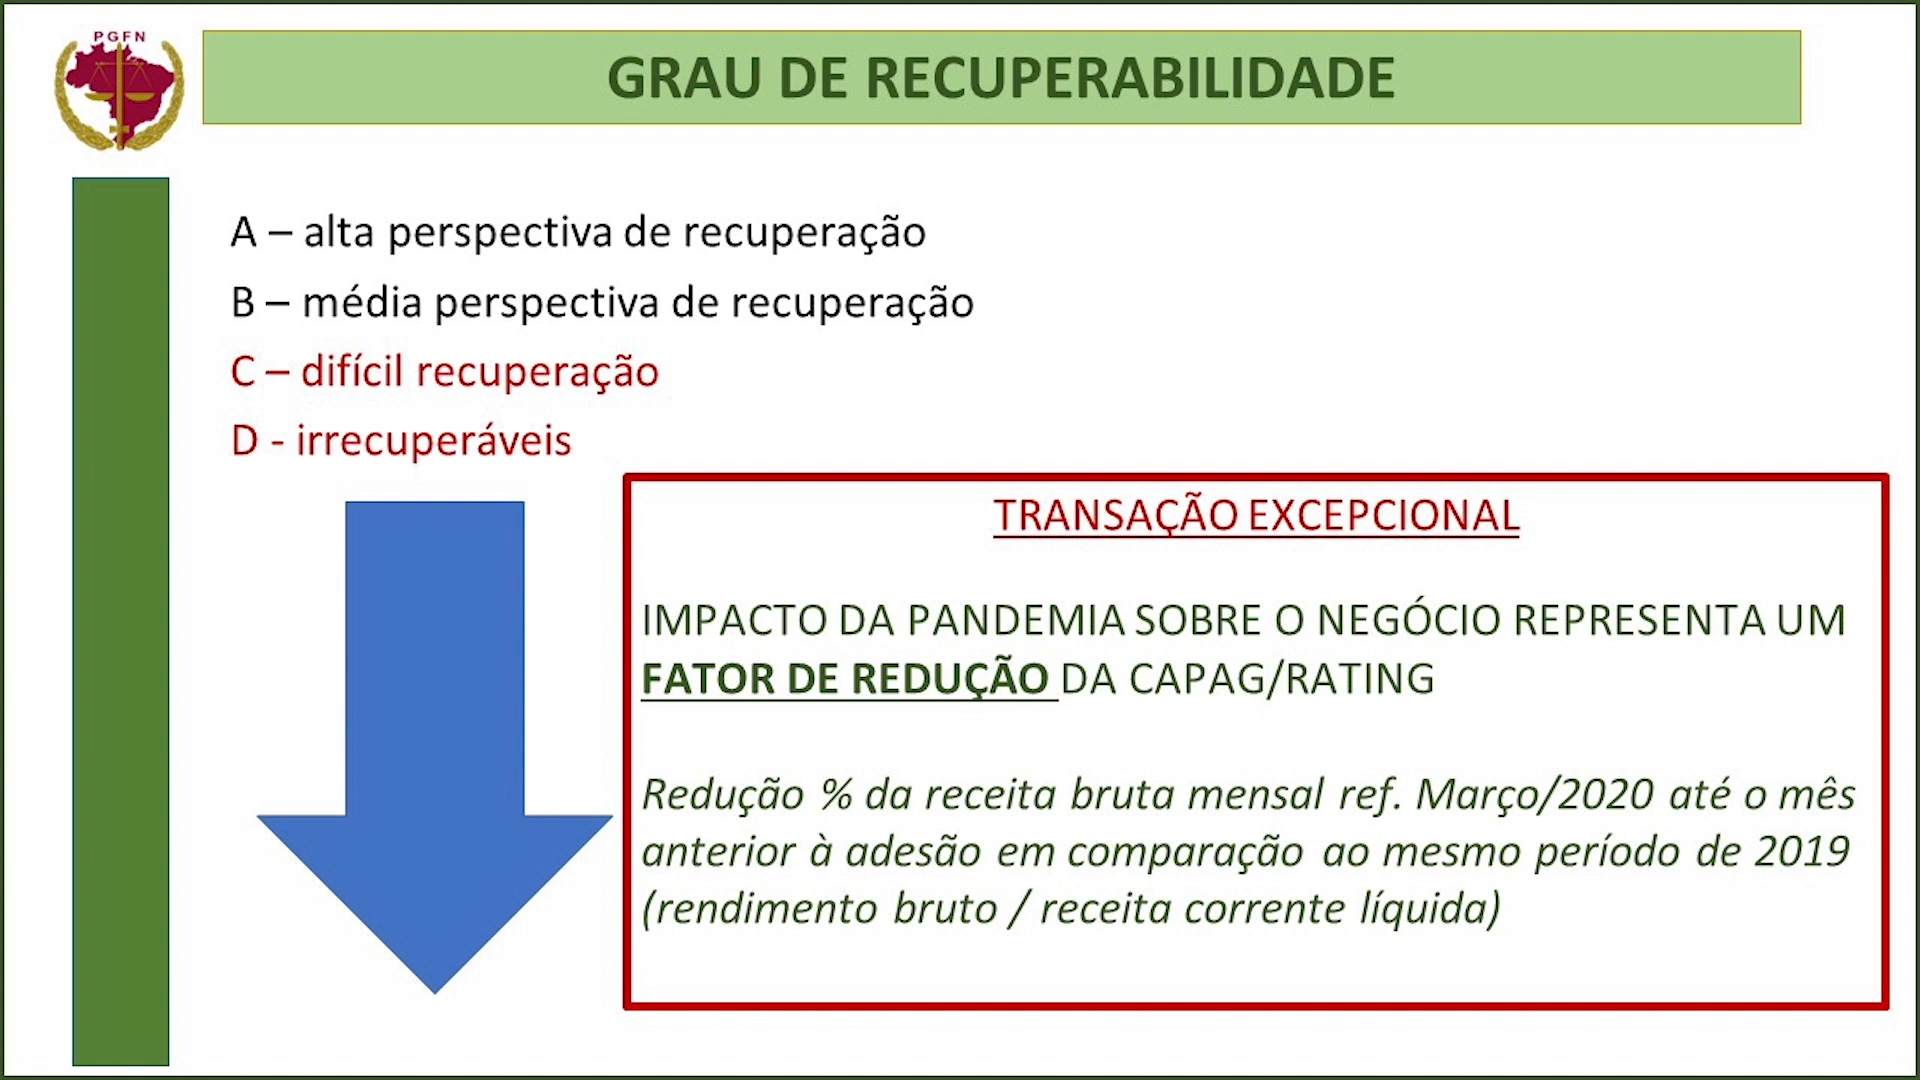 PGFN
GRAU DE RECUPERABILIDADE
A – alta perspectiva de recuperação
B – média perspectiva de recuperação
C – difícil recuperação
D - irrecuperáveis
TRANSAÇÃO EXCEPCIONAL
IMPACTO DA PANDEMIA SOBRE O NEGÓCIO REPRESENTA UM
FATOR DE REDUÇÃO DA CAPAG/RATING
Redução % da receita bruta mensal ref. Março/2020 até o mês
anterior à adesão em comparação ao mesmo período de 2019
(rendimento bruto / receita corrente líquida)